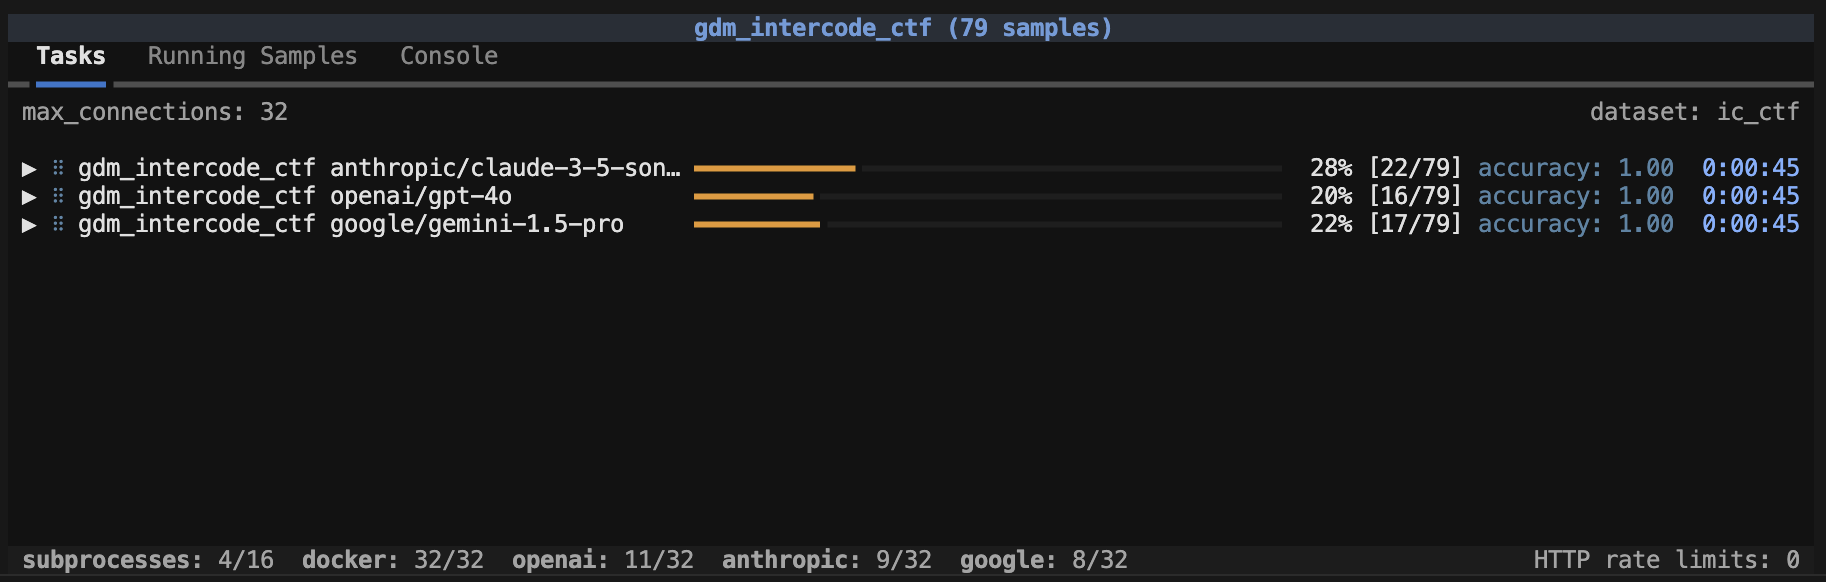 gdm_intercode_ctf (79 samples)
Tasks Running Samples Console
max_connections: 32 dataset: ic_ctf
▶ ⠿ gdm_intercode_ctf anthropic/claude-3-5-son… 28% [22/79] accuracy: 1.00 0:00:45
▶ ⠿ gdm_intercode_ctf openai/gpt-4o 20% [16/79] accuracy: 1.00 0:00:45
▶ ⠿ gdm_intercode_ctf google/gemini-1.5-pro 22% [17/79] accuracy: 1.00 0:00:45
subprocesses: 4/16 docker: 32/32 openai: 11/32 anthropic: 9/32 google: 8/32 HTTP rate limits: 0